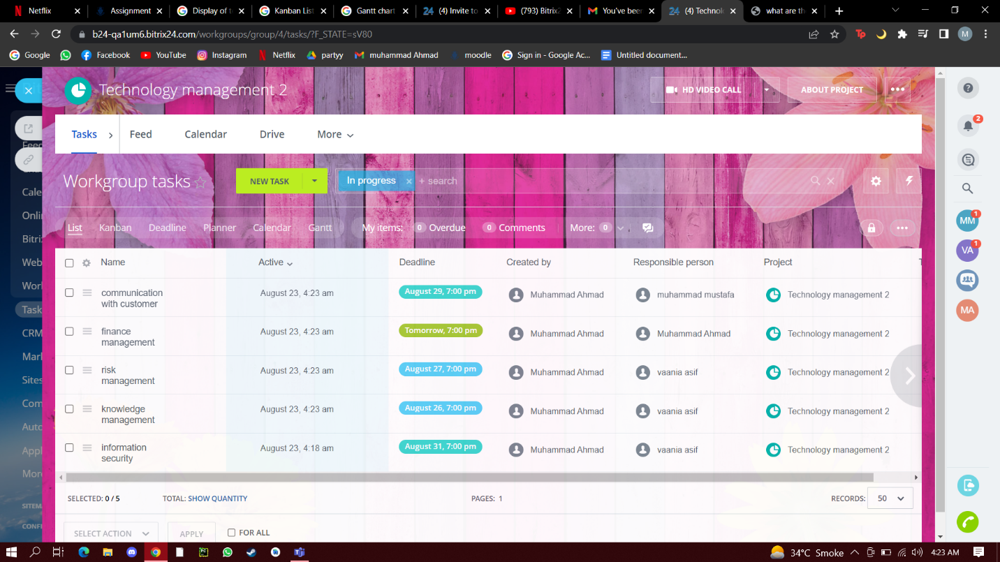 Netflix
Assignment
Display of t
Kanban List
Gantt chart
24 (4) Invite to
(793) Bitrix2
You've been
24 (4) Technolo
what are th
b24-qa1um6.bitrix24.com/workgroups/group/4/tasks/?F_STATE=sV80
M
Google
Facebook
YouTube
Instagram
Netflix
partyy
muhammad Ahmad
moodle
Sign in - Google Ac...
Untitled document...
Technology management 2
HD VIDEO CALL
ABOUT PROJECT
Tasks
Feed
Calendar
Drive
More
2
Feed
Cale
Onli
Bitri
Web
Worl
Task
CRM
Mark
Sites
Com
Auto
Appl
More
SITEM
CONFI
Workgroup tasks
NEW TASK
In progress
+ search
List
Kanban
Deadline
Planner
Calendar
Gantt
My items:
0 Overdue
0 Comments
More: 0
MM 1
VA 1
MA
Name Active Deadline Created by Responsible person Project T
communication August 23, 4:23 am August 29, 7:00 pm Muhammad Ahmad muhammad mustafa Technology management 2
with customer
finance August 23, 4:23 am Tomorrow, 7:00 pm Muhammad Ahmad Muhammad Ahmad Technology management 2
management
risk August 23, 4:23 am August 27, 7:00 pm Muhammad Ahmad vaania asif Technology management 2
management
knowledge August 23, 4:23 am August 26, 7:00 pm Muhammad Ahmad vaania asif Technology management 2
management
information August 23, 4:18 am August 31, 7:00 pm Muhammad Ahmad vaania asif Technology management 2
security
SELECTED: 0 / 5 TOTAL: SHOW QUANTITY PAGES: 1 RECORDS: 50
SELECT ACTION APPLY FOR ALL
34°C Smoke 4:23 AM